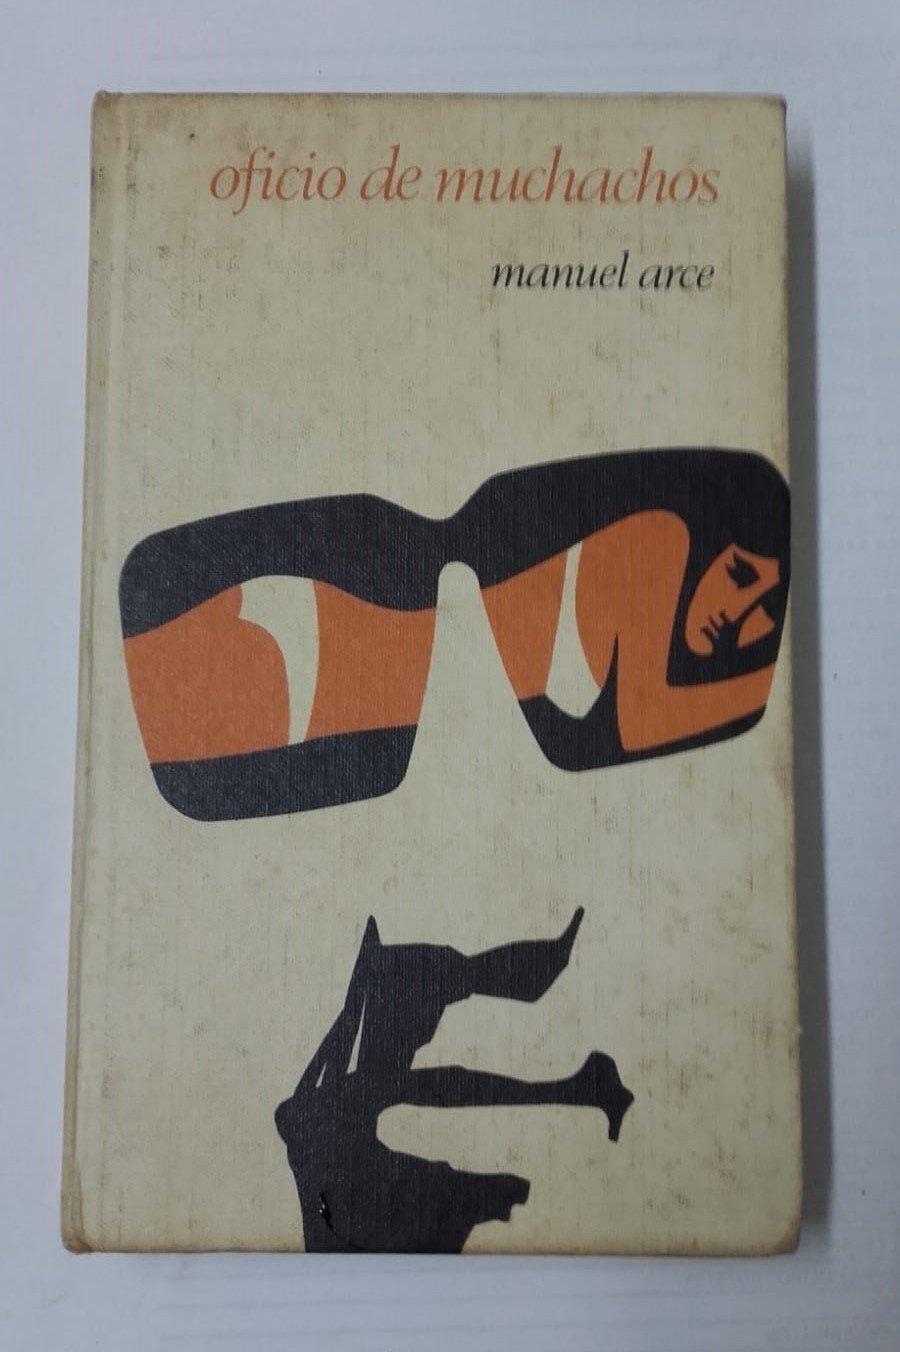 oficio de muchachos
manuel arce